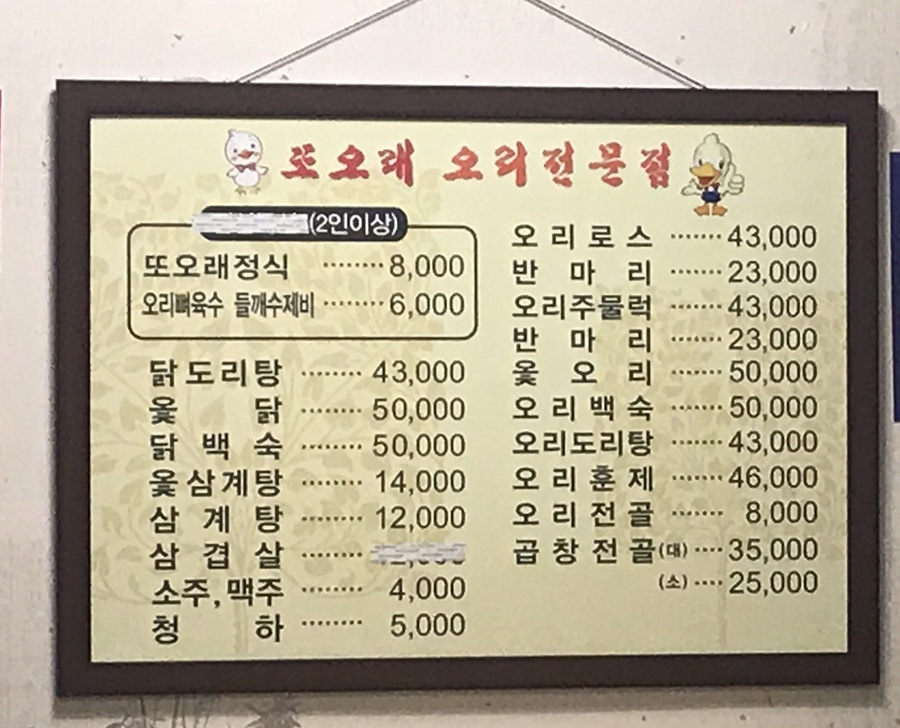 또오래 오리전문점
(2인이상)
또오래정식 ········ 8,000
오리뼈육수 들깨수제비 ········ 6,000
닭도리탕 ········ 43,000
옻 닭 ········ 50,000
닭 백 숙 ········ 50,000
옻삼계탕 ········ 14,000
삼 계 탕 ········ 12,000
삼 겹 살 ········
소주, 맥주 ········ 4,000
청 하 ········ 5,000
오 리 로 스 ······· 43,000
반 마 리 ······· 23,000
오리주물럭 ······· 43,000
반 마 리 ······· 23,000
옻 오 리 ······· 50,000
오 리 백 숙 ······· 50,000
오리도리탕 ······· 43,000
오 리 훈 제 ······· 46,000
오 리 전 골 ······· 8,000
곱 창 전 골(대) ···· 35,000
(소) ···· 25,000